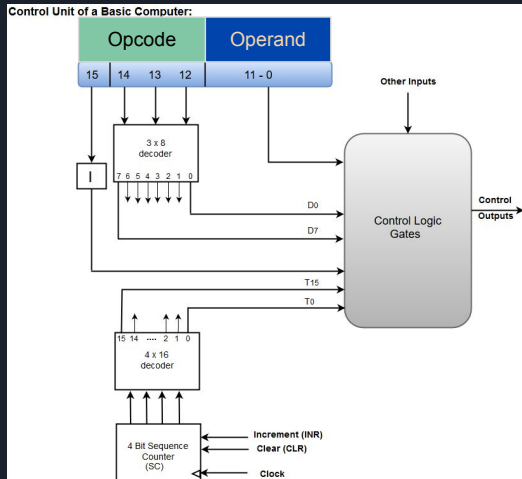 Control Unit of a Basic Computer:
Opcode Operand
15 14 13 12 11 - 0
Other Inputs
3 x 8
decoder
I
7 6 5 4 3 2 1 0
D0
D7
Control Logic
Gates
Control
Outputs
T15
T0
15 14 .... 2 1 0
4 x 16
decoder
4 Bit Sequence
Counter
(SC)
Increment (INR)
Clear (CLR)
Clock